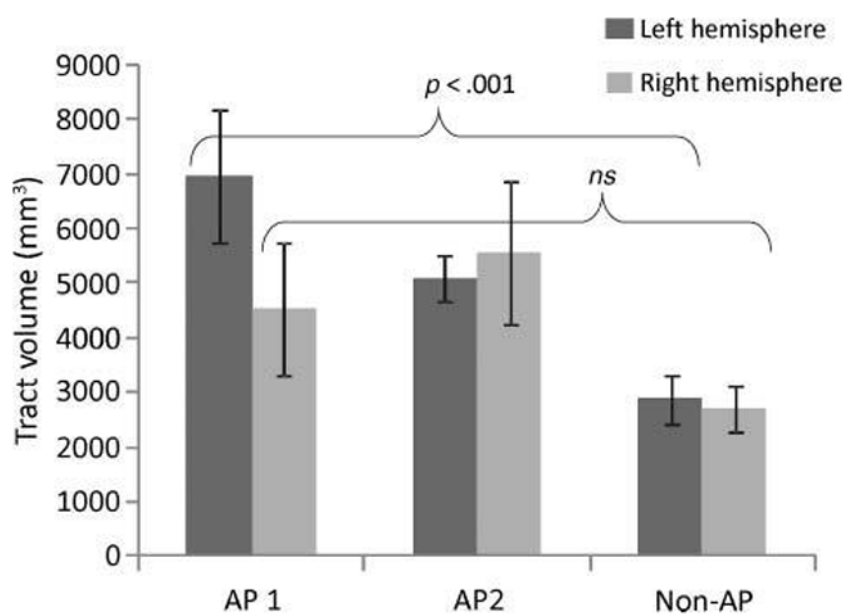 Left hemisphere
Right hemisphere
p < .001
ns
Tract volume (mm³)
9000
8000
7000
6000
5000
4000
3000
2000
1000
0
AP 1
AP2
Non-AP